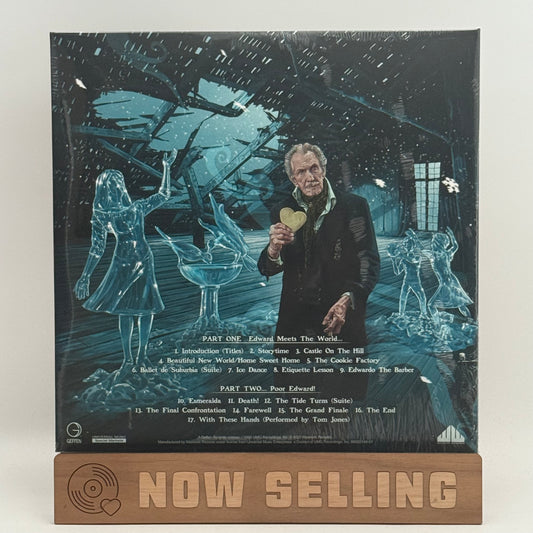 PART ONE Edward Meets The World...
1. Introduction (Titles) 2. Storytime 3. Castle On The Hill
4. Beautiful New World/Home Sweet Home 5. The Cookie Factory
6. Ballet de Suburbia (Suite) 7. Ice Dance 8. Etiquette Lesson 9. Edwardo The Barber
PART TWO... Poor Edward!
10. Esmeralda 11. Death! 12. The Tide Turns (Suite)
13. The Final Confrontation 14. Farewell 15. The Grand Finale 16. The End
17. With These Hands (Performed by Tom Jones)
GEFFEN
NOW SELLING